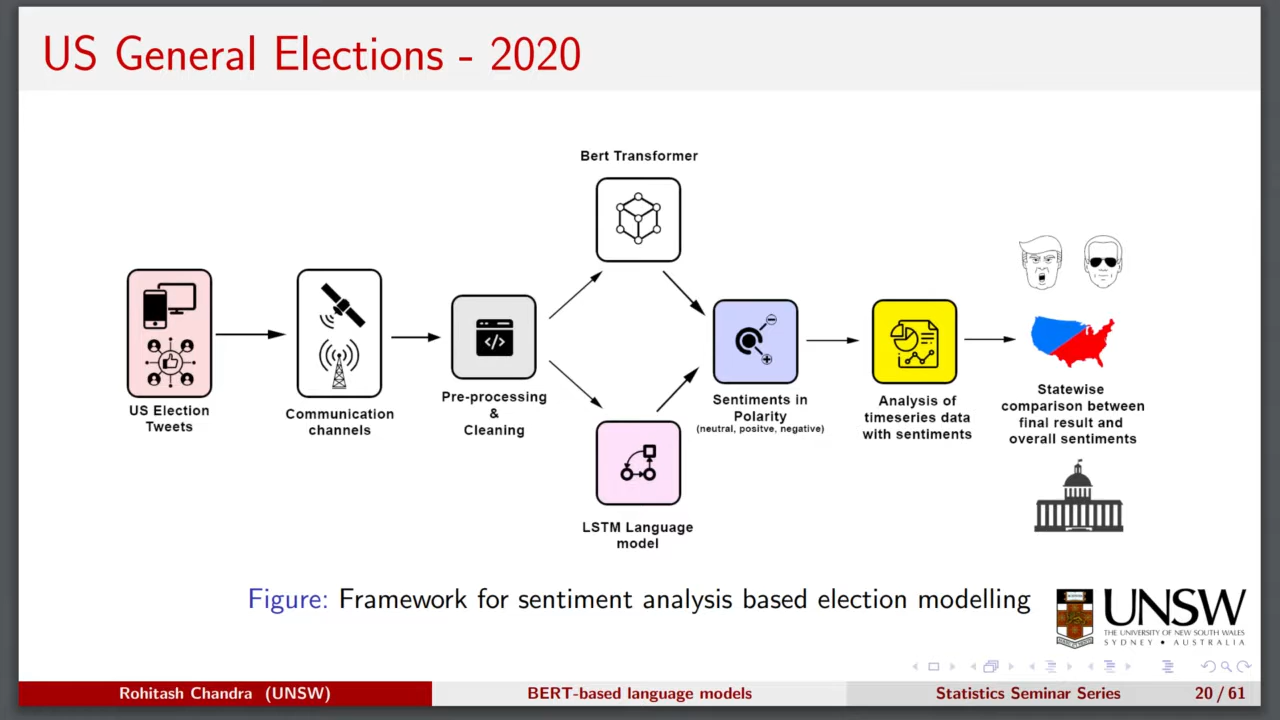 US General Elections - 2020
Bert Transformer
US Election
Tweets
Communication
channels
Pre-processing
&
Cleaning
LSTM Language
model
Sentiments in
Polarity
(neutral, positve, negative)
Analysis of
timeseries data
with sentiments
Statewise
comparison between
final result and
overall sentiments
Figure: Framework for sentiment analysis based election modelling
UNSW
THE UNIVERSITY OF NEW SOUTH WALES
SYDNEY • AUSTRALIA
Rohitash Chandra (UNSW)
BERT-based language models
Statistics Seminar Series
20 / 61